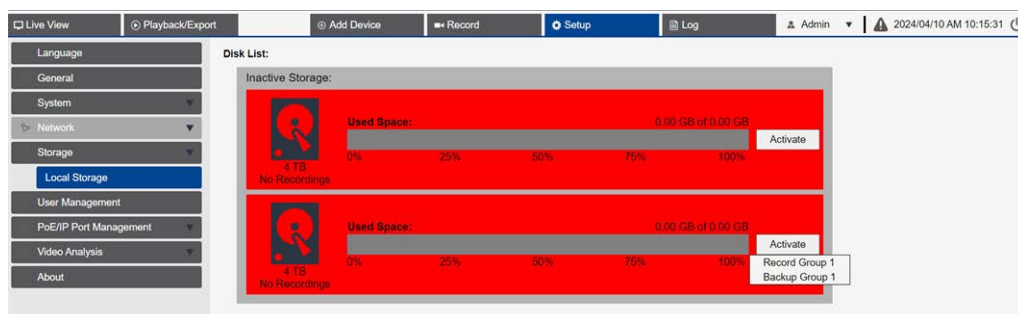 Live View Playback/Export Add Device Record Setup Log Admin 2024/04/10 AM 10:15:31
Language
General
System
Network
Storage
Local Storage
User Management
PoE/IP Port Management
Video Analysis
About
Disk List:
Inactive Storage:
Used Space: 0.00 GB of 0.00 GB
Activate
0% 25% 50% 75% 100%
4 TB
No Recordings
Used Space: 0.00 GB of 0.00 GB
Activate
0% 25% 50% 75% 100%
Record Group 1
Backup Group 1
4 TB
No Recordings